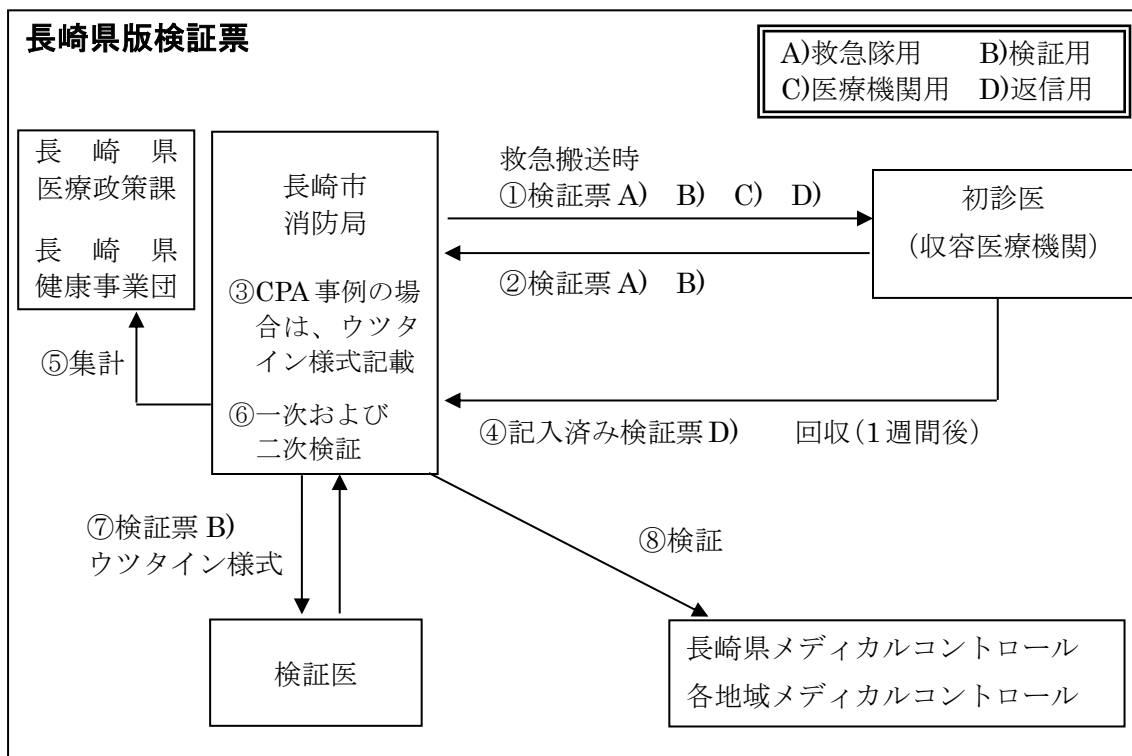 長崎県版検証票
A)救急隊用　B)検証用
C)医療機関用　D)返信用
長　崎　県
医療政策課
長　崎　県
健康事業団
長崎市
消防局
③CPA事例の場
合は、ウツタ
イン様式記載
⑥一次および
二次検証
救急搬送時
①検証票 A)　B)　C)　D)
②検証票 A)　B)
初診医
(収容医療機関)
⑤集計
④記入済み検証票 D)　　回収(1週間後)
⑦検証票 B)
ウツタイン様式
⑧検証
検証医
長崎県メディカルコントロール
各地域メディカルコントロール